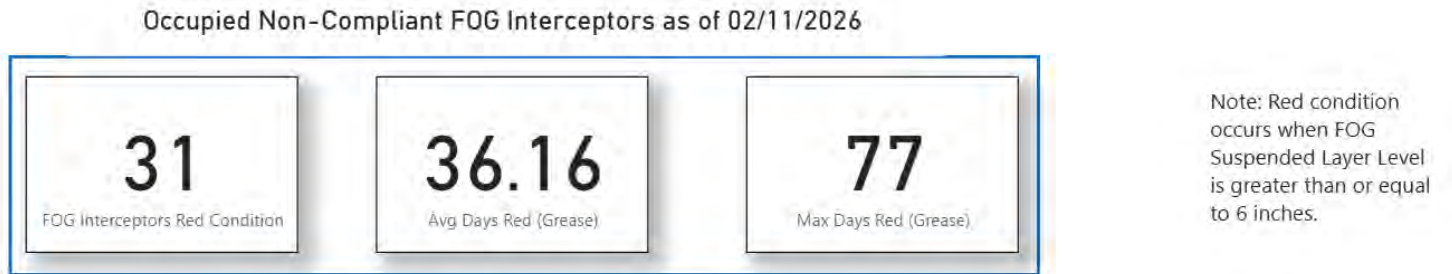 Occupied Non-Compliant FOG Interceptors as of 02/11/2026
31
FOG Interceptors Red Condition
36.16
Avg Days Red (Grease)
77
Max Days Red (Grease)
Note: Red condition
occurs when FOG
Suspended Layer Level
is greater than or equal
to 6 inches.